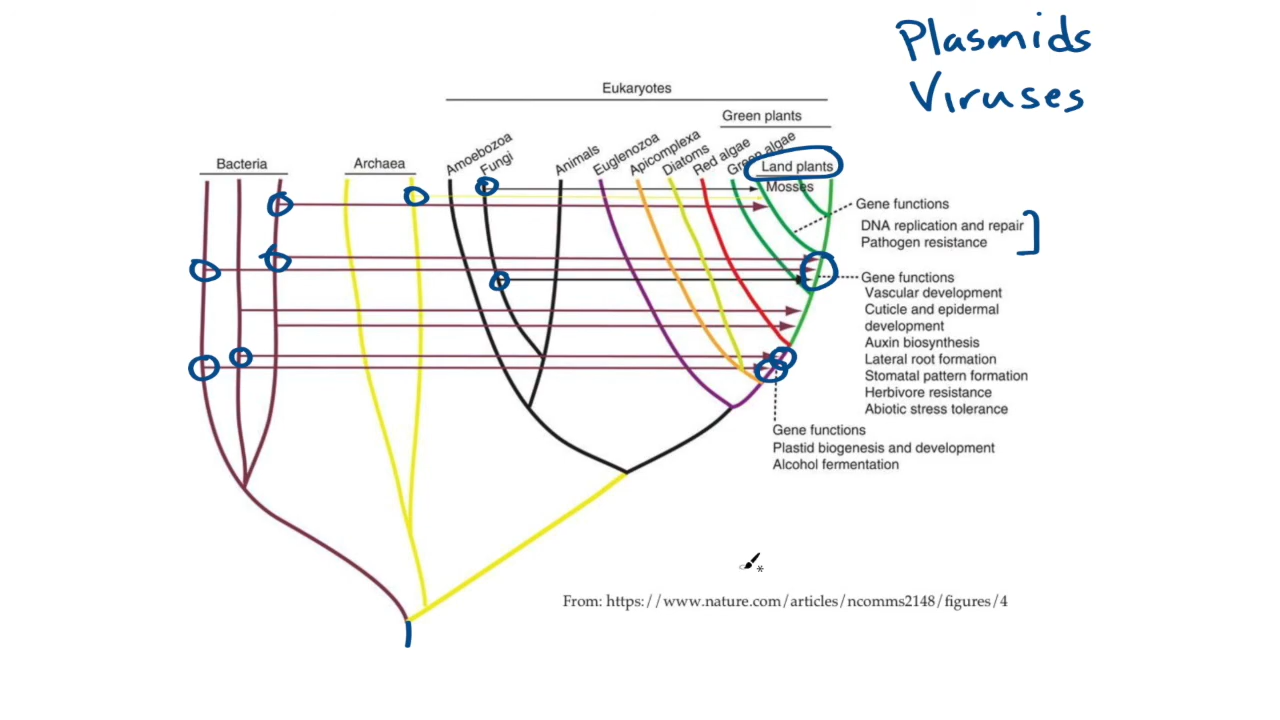 Plasmids
Viruses
Eukaryotes
Green plants
Bacteria
Archaea
Amoebozoa
Fungi
Animals
Euglenozoa
Apicomplexa
Diatoms
Red algae
Green algae
Land plants
Mosses
Gene functions
DNA replication and repair
Pathogen resistance
Gene functions
Vascular development
Cuticle and epidermal
development
Auxin biosynthesis
Lateral root formation
Stomatal pattern formation
Herbivore resistance
Abiotic stress tolerance
Gene functions
Plastid biogenesis and development
Alcohol fermentation
From: https://www.nature.com/articles/ncomms2148/figures/4